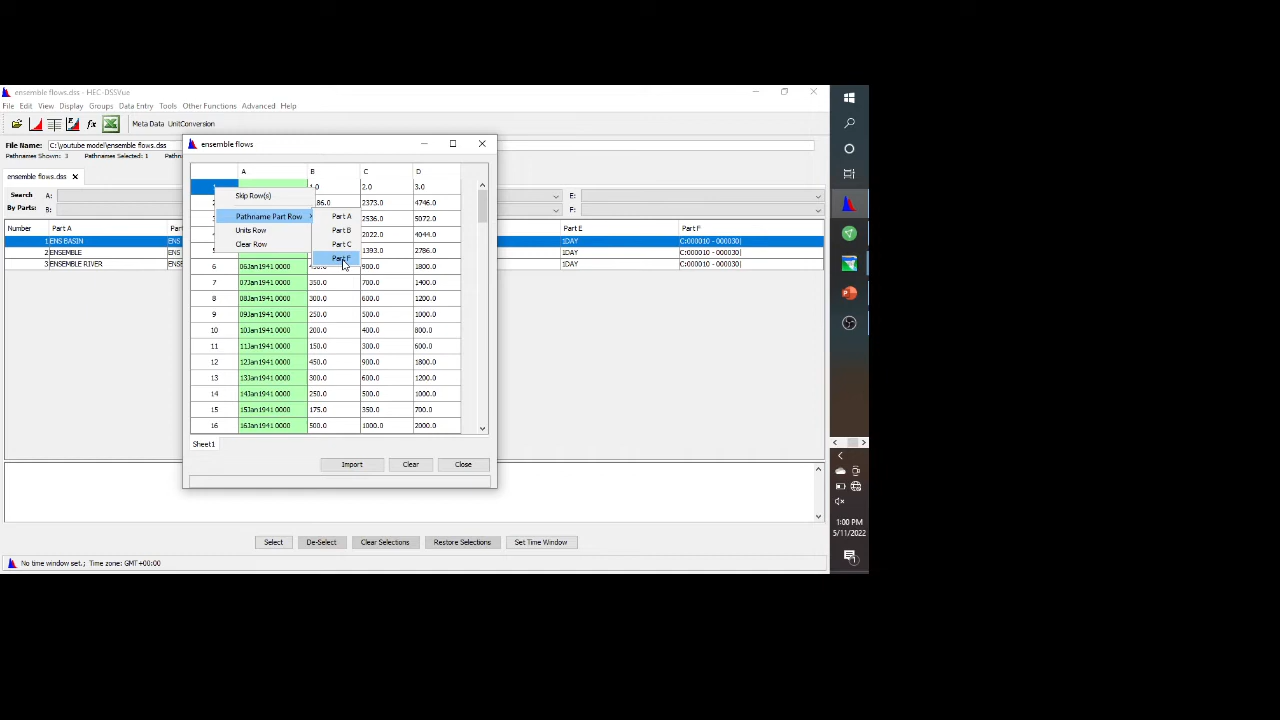 ensemble flows.dss - HEC-DSSVue
File Edit View Display Groups Data Entry Tools Other Functions Advanced Help
fx Meta Data UnitConversion
File Name: C:\youtube model\ensemble flows.dss
Pathnames Shown: 3 Pathnames Selected: 1
ensemble flows.dss
Search A: E:
By Parts: B: F:
Number Part A Part E Part F
1 ENS BASIN ENS 1DAY C:000010 - 000030|
2 ENSEMBLE ENS 1DAY C:000010 - 000030|
3 ENSEMBLE RIVER ENSE 1DAY C:000010 - 000030|
ensemble flows
A B C D
2.0 3.0
2373.0 4746.0
2536.0 5072.0
2022.0 4044.0
1393.0 2786.0
6 06Jan1941 0000 900.0 1800.0
7 07Jan1941 0000 350.0 700.0 1400.0
8 08Jan1941 0000 300.0 600.0 1200.0
9 09Jan1941 0000 250.0 500.0 1000.0
10 10Jan1941 0000 200.0 400.0 800.0
11 11Jan1941 0000 150.0 300.0 600.0
12 12Jan1941 0000 450.0 900.0 1800.0
13 13Jan1941 0000 300.0 600.0 1200.0
14 14Jan1941 0000 250.0 500.0 1000.0
15 15Jan1941 0000 175.0 350.0 700.0
16 16Jan1941 0000 500.0 1000.0 2000.0
Skip Row(s)
Pathname Part Row
Units Row
Clear Row
Part A
Part B
Part C
Part F
Sheet1
Import Clear Close
Select De-Select Clear Selections Restore Selections Set Time Window
No time window set.; Time zone: GMT+00:00
1:00 PM
5/11/2022
1